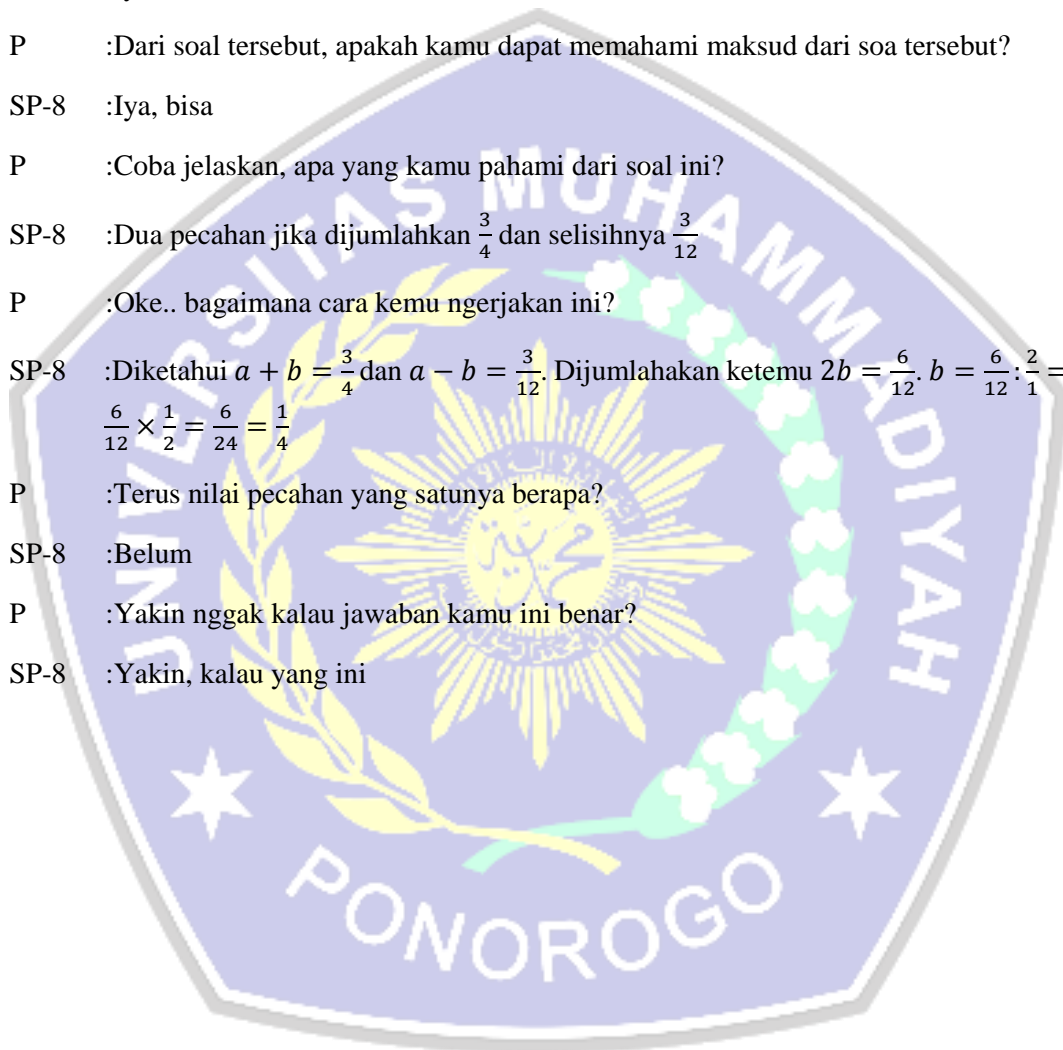 P :Dari soal tersebut, apakah kamu dapat memahami maksud dari soa tersebut?
SP-8 :Iya, bisa
P :Coba jelaskan, apa yang kamu pahami dari soal ini?
SP-8 :Dua pecahan jika dijumlahkan 3/4 dan selisihnya 3/12
P :Oke.. bagaimana cara kemu ngerjakan ini?
SP-8 :Diketahui a + b = 3/4 dan a − b = 3/12. Dijumlahakan ketemu 2b = 6/12. b = 6/12 : 2/1 =
6/12 × 1/2 = 6/24 = 1/4
P :Terus nilai pecahan yang satunya berapa?
SP-8 :Belum
P :Yakin nggak kalau jawaban kamu ini benar?
SP-8 :Yakin, kalau yang ini
UNIVERSITAS MUHAMMADIYAH
PONOROGO